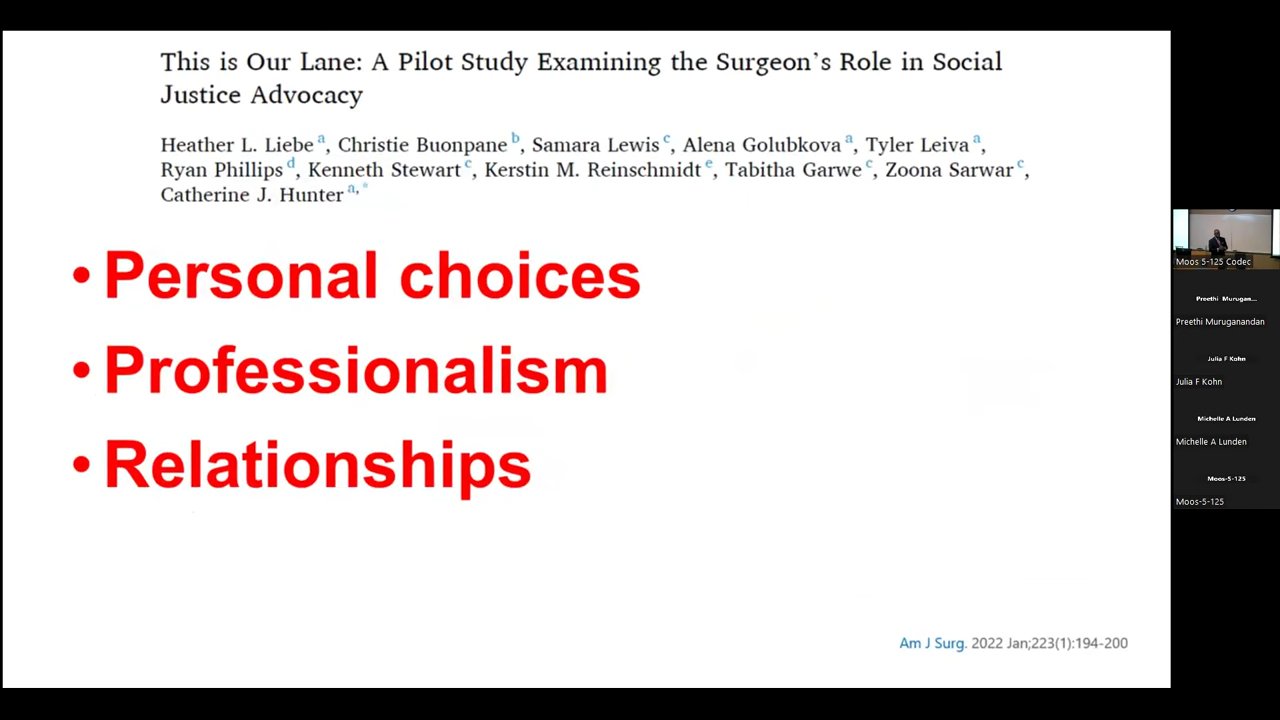 This is Our Lane: A Pilot Study Examining the Surgeon's Role in Social
Justice Advocacy
Heather L. Liebe a, Christie Buonpane b, Samara Lewis c, Alena Golubkova a, Tyler Leiva a,
Ryan Phillips d, Kenneth Stewart c, Kerstin M. Reinschmidt e, Tabitha Garwe c, Zoona Sarwar c,
Catherine J. Hunter a, *
• Personal choices
• Professionalism
• Relationships
Am J Surg. 2022 Jan;223(1):194-200
Moos 5-125 Codec
Preethi Murugan...
Preethi Muruganandan
Julia F Kohn
Julia F Kohn
Michelle A Lunden
Michelle A Lunden
Moos-5-125
Moos-5-125